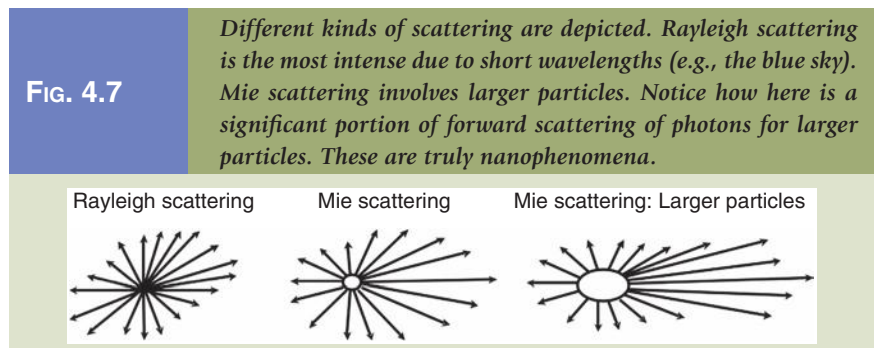 FIG. 4.7
Different kinds of scattering are depicted. Rayleigh scattering
is the most intense due to short wavelengths (e.g., the blue sky).
Mie scattering involves larger particles. Notice how here is a
significant portion of forward scattering of photons for larger
particles. These are truly nanophenomena.
Rayleigh scattering
Mie scattering
Mie scattering: Larger particles